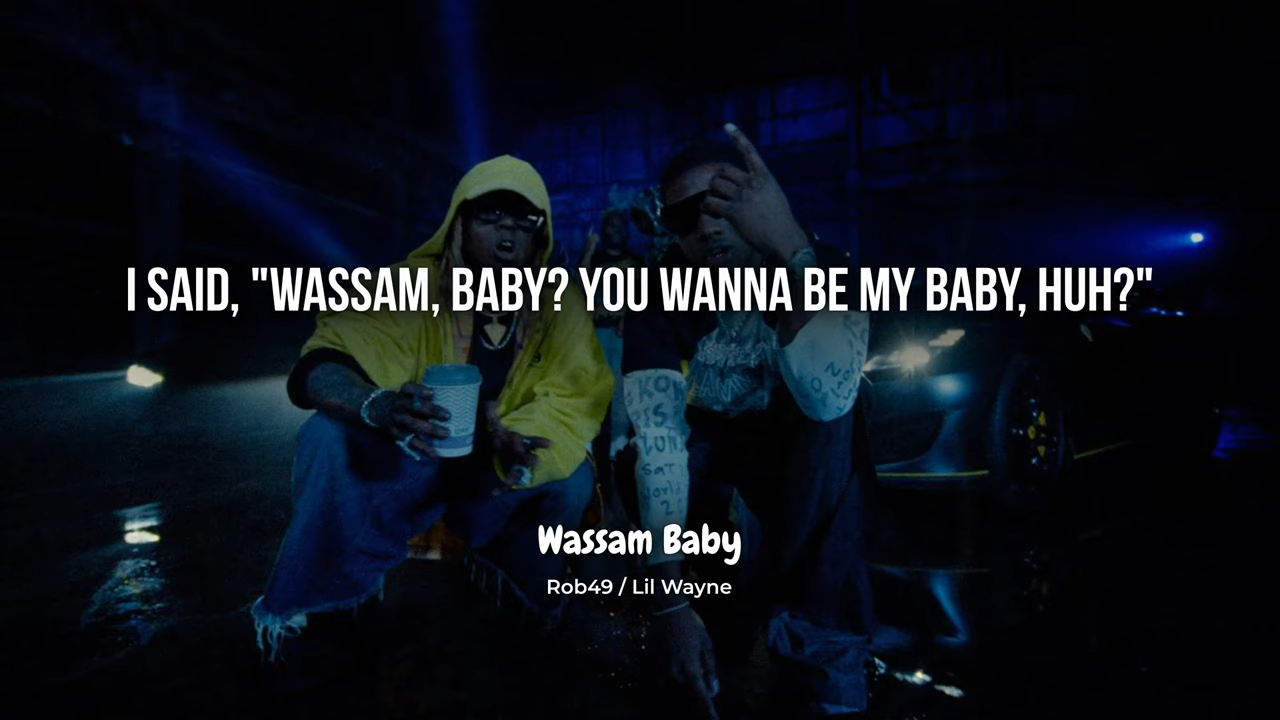 I SAID, "WASSAM, BABY? YOU WANNA BE MY BABY, HUH?"
Wassam Baby
Rob49 / Lil Wayne